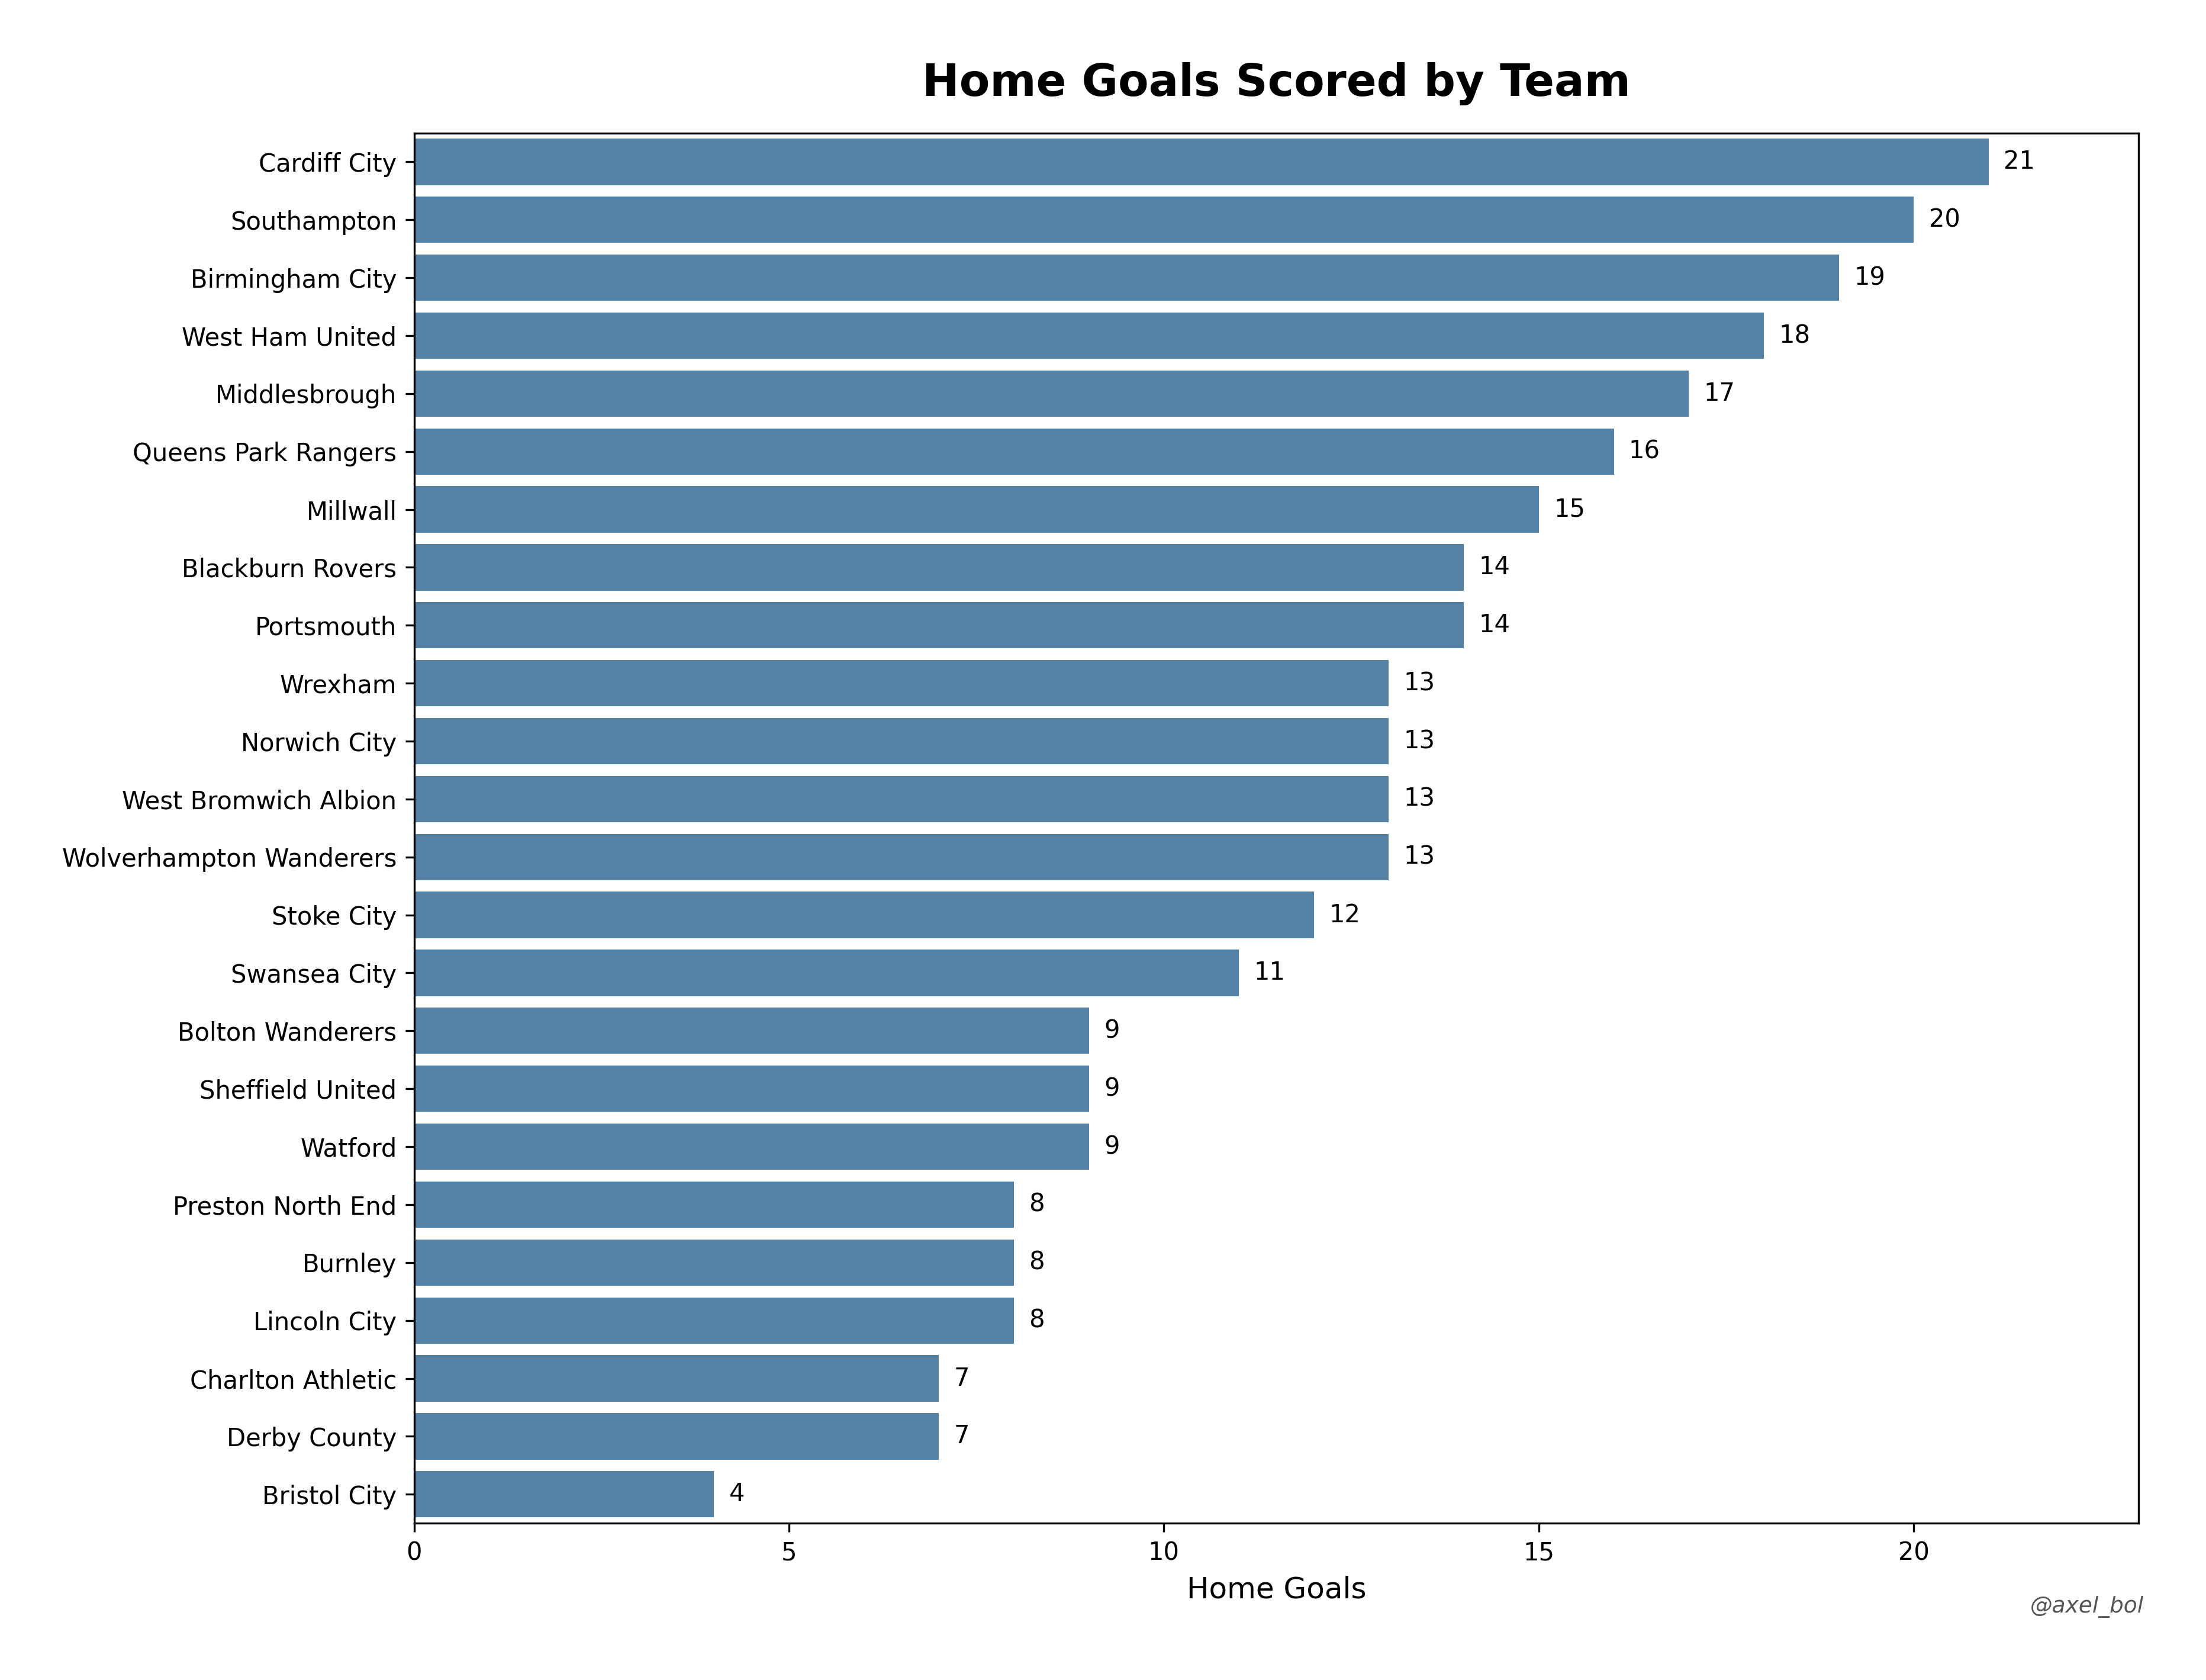 Home Goals Scored by Team
Cardiff City 21
Southampton 20
Birmingham City 19
West Ham United 18
Middlesbrough 17
Queens Park Rangers 16
Millwall 15
Blackburn Rovers 14
Portsmouth 14
Wrexham 13
Norwich City 13
West Bromwich Albion 13
Wolverhampton Wanderers 13
Stoke City 12
Swansea City 11
Bolton Wanderers 9
Sheffield United 9
Watford 9
Preston North End 8
Burnley 8
Lincoln City 8
Charlton Athletic 7
Derby County 7
Bristol City 4
0 5 10 15 20
Home Goals
@axel_bol